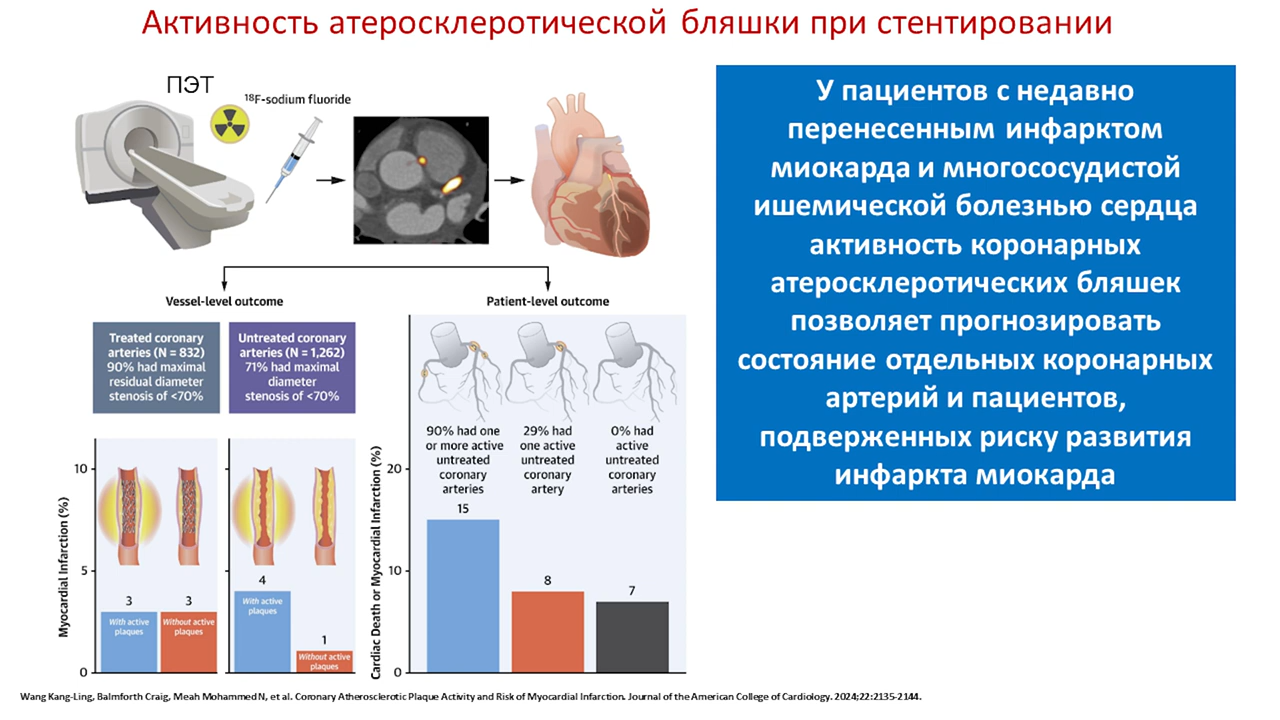 Активность атеросклеротической бляшки при стентировании
ПЭТ
¹⁸F-sodium fluoride
Vessel-level outcome
Patient-level outcome
Treated coronary
arteries (N = 832)
90% had maximal
residual diameter
stenosis of <70%
Untreated coronary
arteries (N = 1,262)
71% had maximal
diameter
stenosis of <70%
Myocardial Infarction (%)
10
5
0
3
With active
plaques
3
Without active
plaques
4
With active
plaques
1
Without active
plaques
Cardiac Death or Myocardial Infarction (%)
20
10
0
90% had one
or more active
untreated
coronary
arteries
15
29% had
one active
untreated
coronary
artery
8
0% had
active
untreated
coronary
arteries
7
У пациентов с недавно
перенесенным инфарктом
миокарда и многососудистой
ишемической болезнью сердца
активность коронарных
атеросклеротических бляшек
позволяет прогнозировать
состояние отдельных коронарных
артерий и пациентов,
подверженных риску развития
инфаркта миокарда
Wang Kang-Ling, Balmforth Craig, Meah Mohammed N, et al. Coronary Atherosclerotic Plaque Activity and Risk of Myocardial Infarction. Journal of the American College of Cardiology. 2024;22:2135-2144.